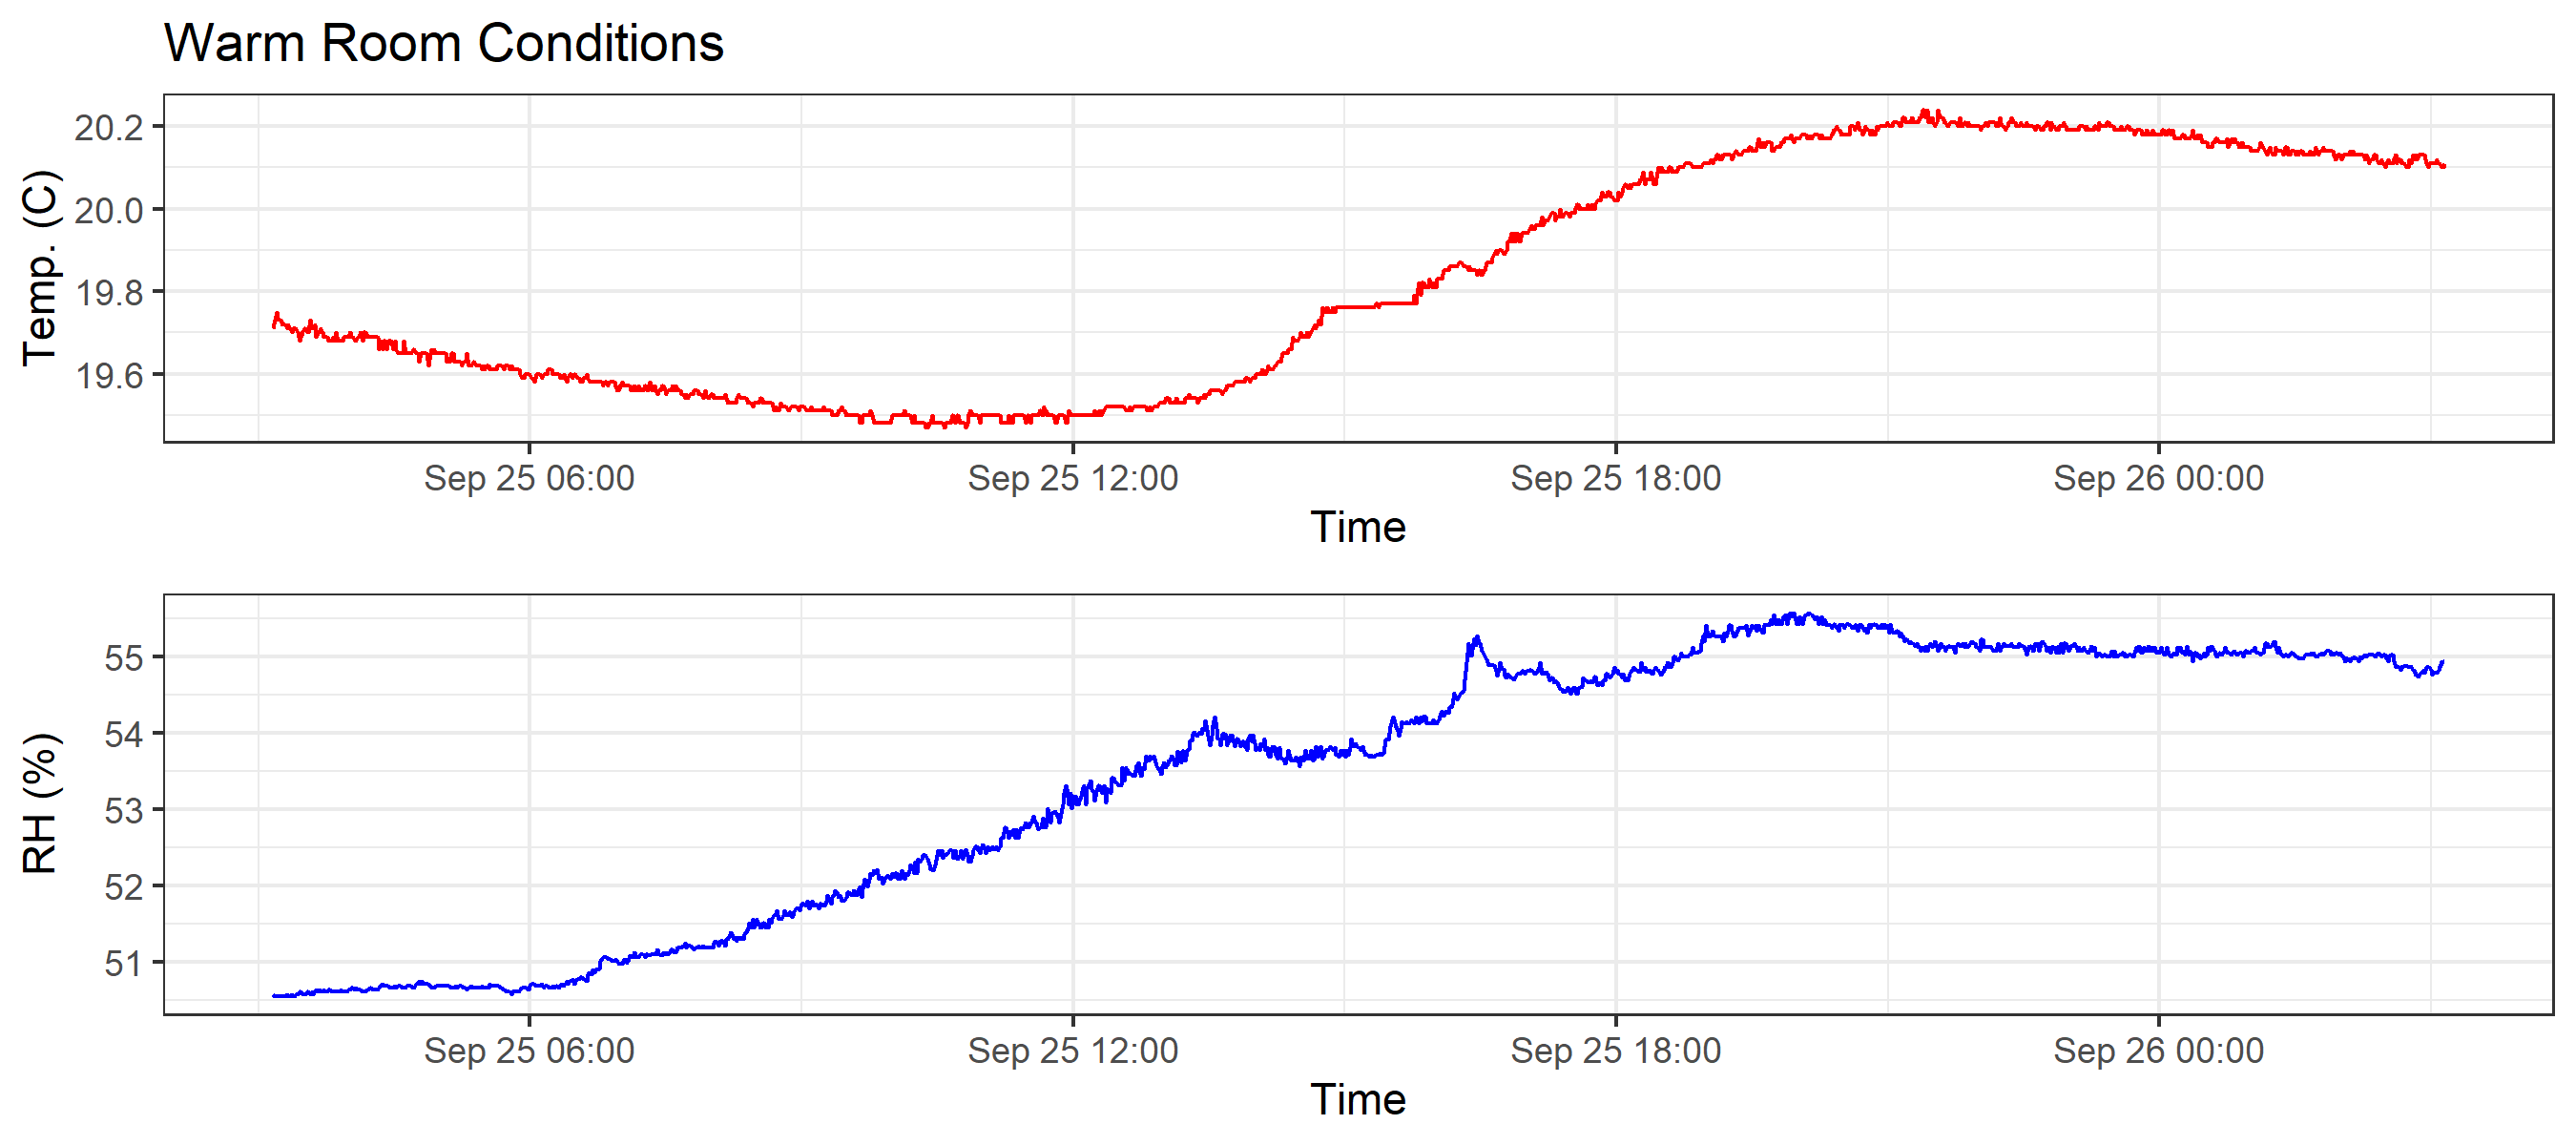 Warm Room Conditions
Temp. (C)
20.2
20.0
19.8
19.6
Sep 25 06:00 Sep 25 12:00 Sep 25 18:00 Sep 26 00:00
Time
RH (%)
55
54
53
52
51
Sep 25 06:00 Sep 25 12:00 Sep 25 18:00 Sep 26 00:00
Time